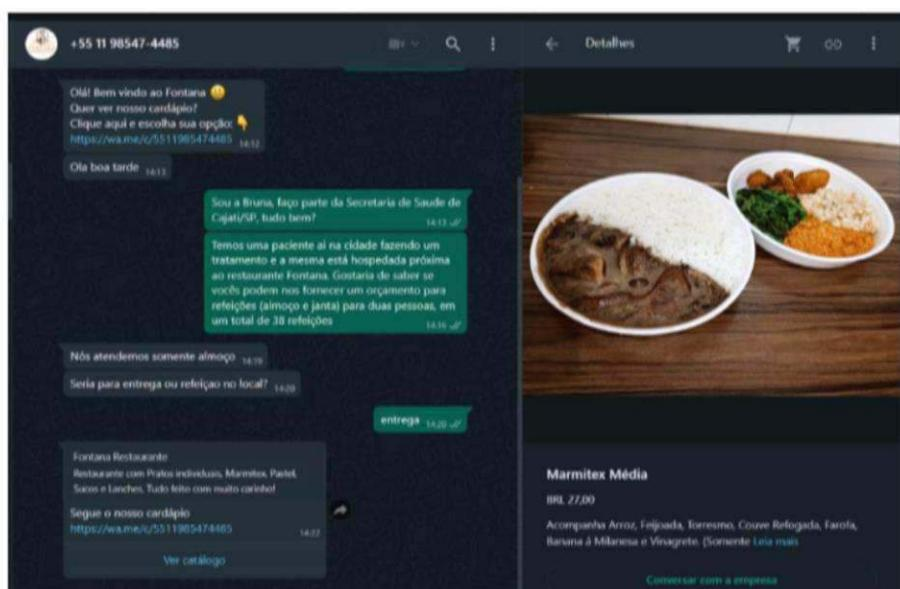 +55 11 98547-4485
Olá! Bem vindo ao Fontana
Quer ver nosso cardápio?
Clique aqui e escolha sua opção:
https://wa.me/c/5511985474485 14:12
Ola boa tarde 14:13
Sou a Bruna, faço parte da Secretaria de Saude de
Cajati/SP, tudo bem?
14:13
Temos uma paciente ai na cidade fazendo um
tratamento e a mesma está hospedada próxima
ao restaurante Fontana. Gostaria de saber se
vocês podem nos fornecer um orçamento para
refeições (almoço e janta) para duas pessoas, em
um total de 38 refeições
14:16
Nós atendemos somente almoço 14:19
Seria para entrega ou refeiçao no local? 14:20
entrega 14:20
Fontana Restaurante
Restaurante com Pratos individuais, Marmitex, Pastel,
Sucos e Lanches, Tudo feito com muito carinho!
Segue o nosso cardápio
https://wa.me/c/5511985474485 14:22
Ver catálogo
Detalhes
Marmitex Média
BRL 27,00
Acompanha Arroz, Feijoada, Torresmo, Couve Refogada, Farofa,
Banana à Milanesa e Vinagrete. (Somente Leia mais
Conversar com a empresa